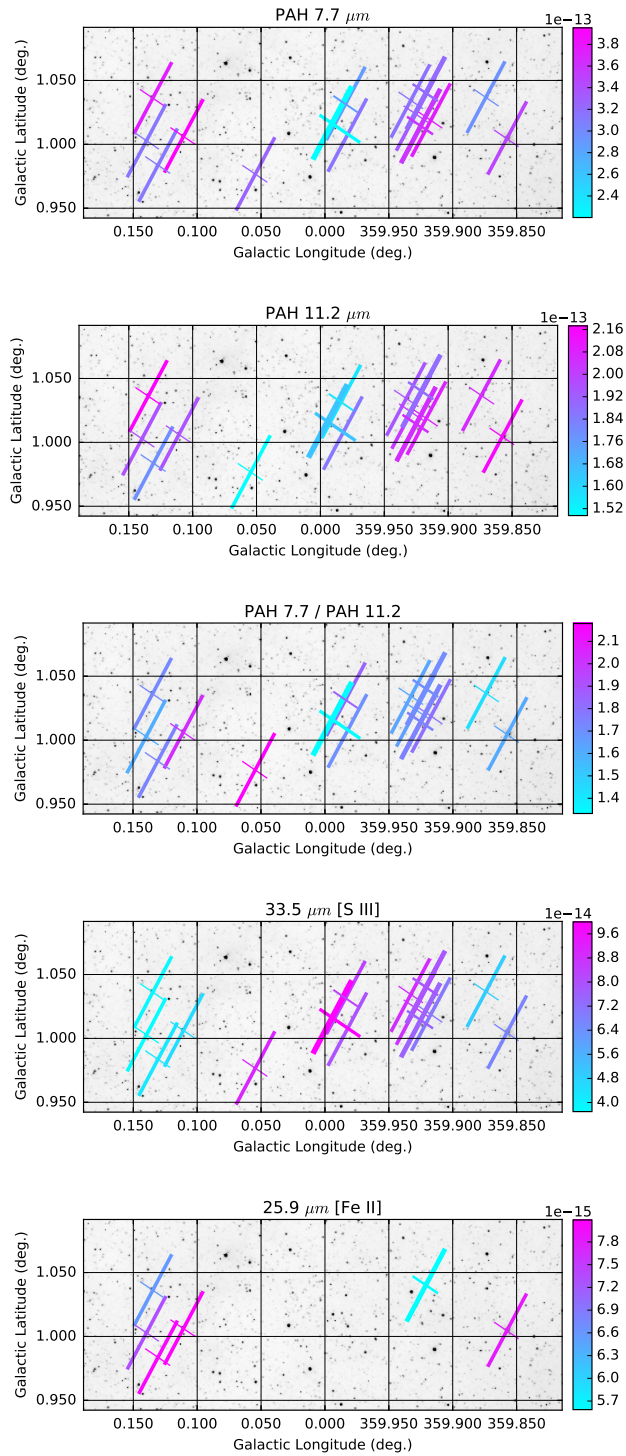 PAH 7.7 μm
1e−13
Galactic Latitude (deg.)
1.050
1.000
0.950
0.150 0.100 0.050 0.000 359.950 359.900 359.850
Galactic Longitude (deg.)
3.8
3.6
3.4
3.2
3.0
2.8
2.6
2.4
PAH 11.2 μm
1e−13
Galactic Latitude (deg.)
1.050
1.000
0.950
0.150 0.100 0.050 0.000 359.950 359.900 359.850
Galactic Longitude (deg.)
2.16
2.08
2.00
1.92
1.84
1.76
1.68
1.60
1.52
PAH 7.7 / PAH 11.2
Galactic Latitude (deg.)
1.050
1.000
0.950
0.150 0.100 0.050 0.000 359.950 359.900 359.850
Galactic Longitude (deg.)
2.1
2.0
1.9
1.8
1.7
1.6
1.5
1.4
33.5 μm [S III]
1e−14
Galactic Latitude (deg.)
1.050
1.000
0.950
0.150 0.100 0.050 0.000 359.950 359.900 359.850
Galactic Longitude (deg.)
9.6
8.8
8.0
7.2
6.4
5.6
4.8
4.0
25.9 μm [Fe II]
1e−15
Galactic Latitude (deg.)
1.050
1.000
0.950
0.150 0.100 0.050 0.000 359.950 359.900 359.850
Galactic Longitude (deg.)
7.8
7.5
7.2
6.9
6.6
6.3
6.0
5.7